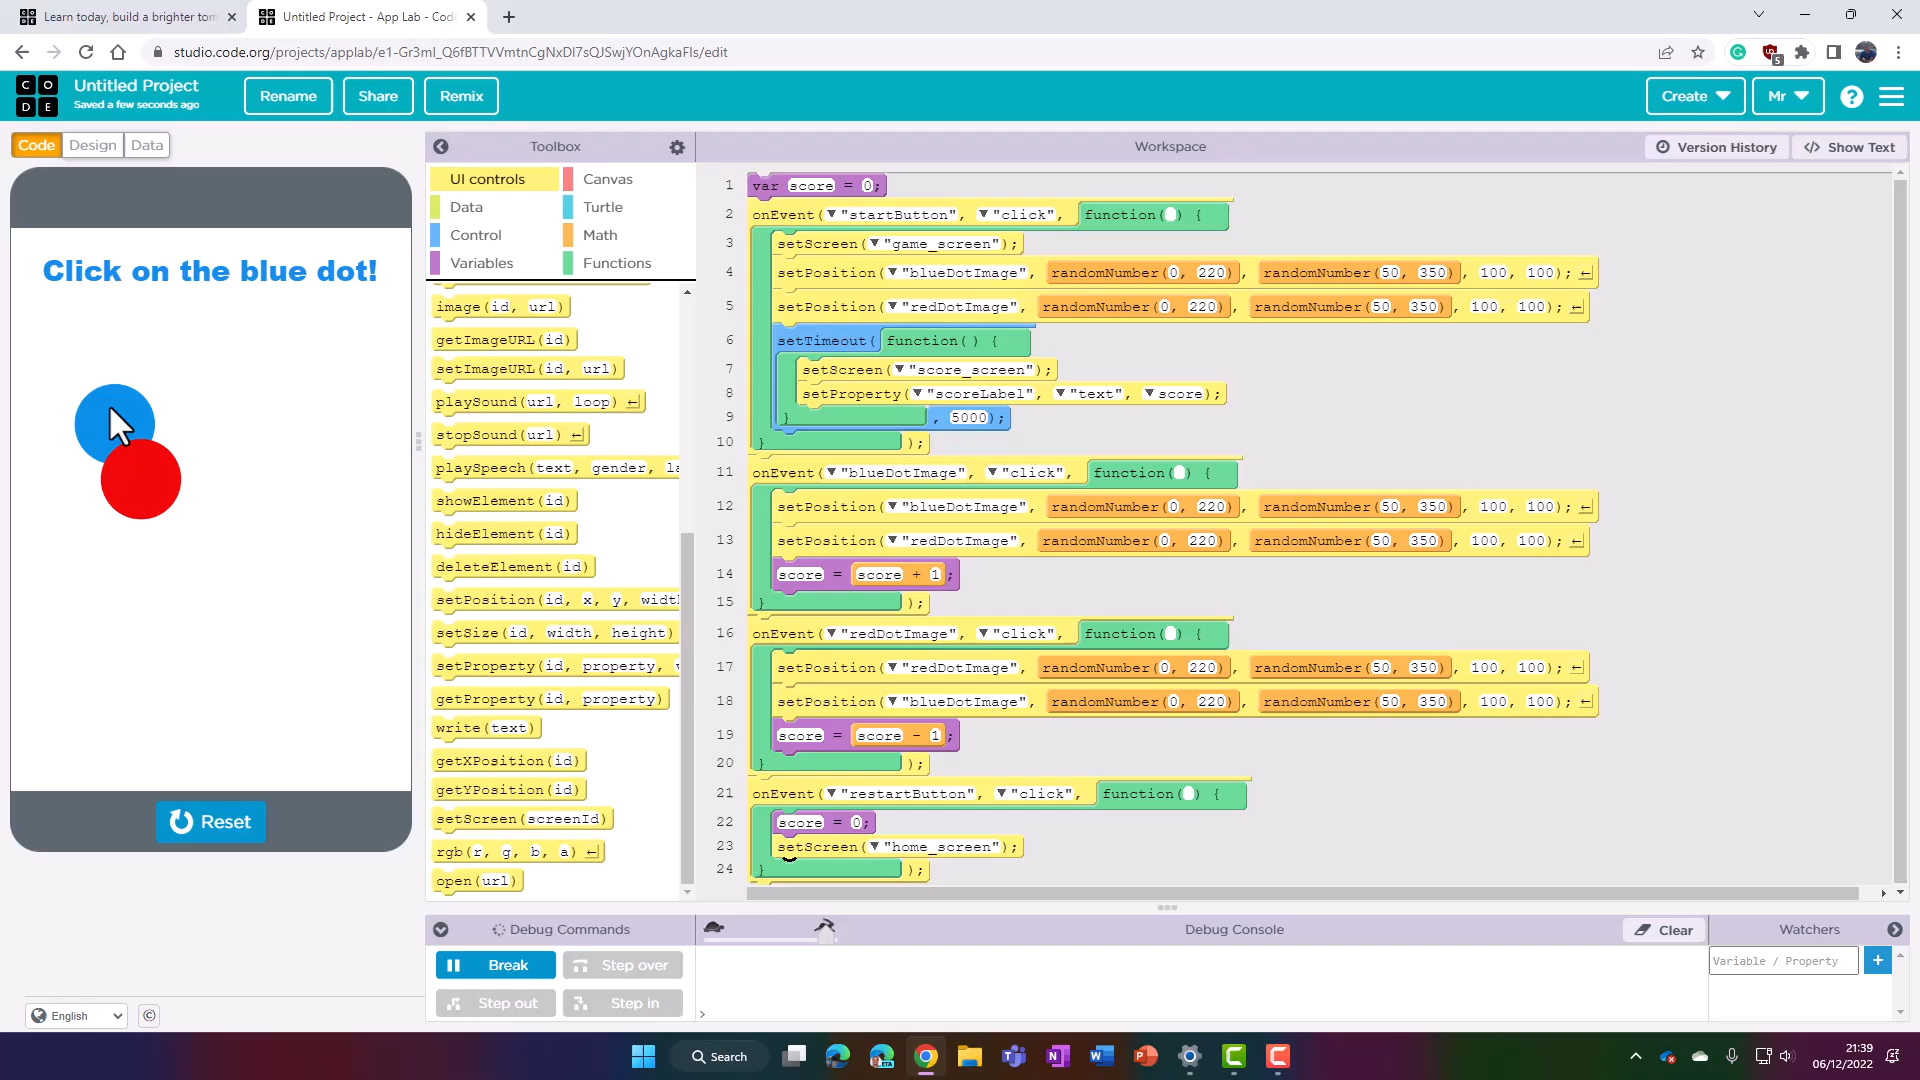 Learn today, build a brighter tom
Untitled Project - App Lab - Cod
studio.code.org/projects/applab/e1-Gr3ml_Q6fBTTVVmtnCgNxDl7sQJSwjYOnAgkaFIs/edit
5
C O
D E
Untitled Project
Saved a few seconds ago
Rename
Share
Remix
Create
Mr
?
Code
Design
Data
Toolbox
Workspace
Version History
</> Show Text
Click on the blue dot!
Reset
UI controls
Canvas
Data
Turtle
Control
Math
Variables
Functions
image(id, url)
getImageURL(id)
setImageURL(id, url)
playSound(url, loop)
stopSound(url)
playSpeech(text, gender, la
showElement(id)
hideElement(id)
deleteElement(id)
setPosition(id, x, y, widt
setSize(id, width, height)
setProperty(id, property, v
getProperty(id, property)
write(text)
getXPosition(id)
getYPosition(id)
setScreen(screenId)
rgb(r, g, b, a)
open(url)
1 var score = 0;
2 onEvent("startButton", "click", function( ) {
3 setScreen("game_screen");
4 setPosition("blueDotImage", randomNumber(0, 220), randomNumber(50, 350), 100, 100);
5 setPosition("redDotImage", randomNumber(0, 220), randomNumber(50, 350), 100, 100);
6 setTimeout(function( ) {
7 setScreen("score_screen");
8 setProperty("scoreLabel", "text", score);
9 } , 5000);
10 } );
11 onEvent("blueDotImage", "click", function( ) {
12 setPosition("blueDotImage", randomNumber(0, 220), randomNumber(50, 350), 100, 100);
13 setPosition("redDotImage", randomNumber(0, 220), randomNumber(50, 350), 100, 100);
14 score = score + 1;
15 } );
16 onEvent("redDotImage", "click", function( ) {
17 setPosition("redDotImage", randomNumber(0, 220), randomNumber(50, 350), 100, 100);
18 setPosition("blueDotImage", randomNumber(0, 220), randomNumber(50, 350), 100, 100);
19 score = score - 1;
20 } );
21 onEvent("restartButton", "click", function( ) {
22 score = 0;
23 setScreen("home_screen");
24 } );
Debug Commands
Debug Console
Clear
Watchers
Break
Step over
Step out
Step in
>
Variable / Property
+
English
©
Search
21:39
06/12/2022